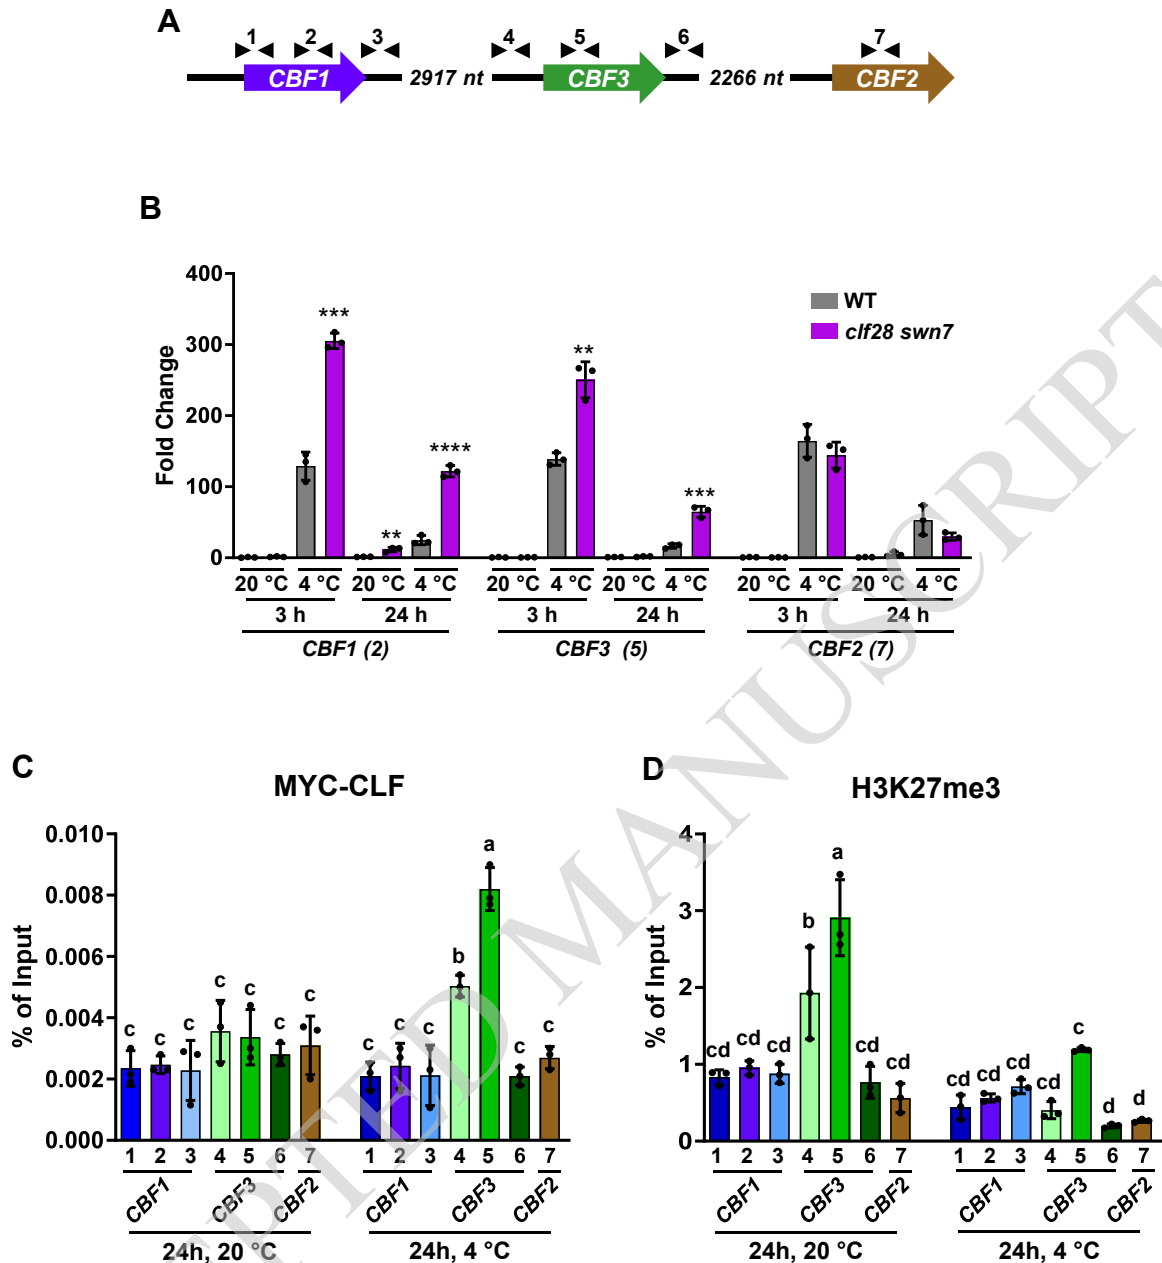 A
1 2 3 4 5 6 7
CBF1 2917 nt CBF3 2266 nt CBF2
B
400
300
200
100
0
Fold Change
WT
clf28 swn7
*** ** **** ** ***
20 °C 4 °C 20 °C 4 °C 20 °C 4 °C 20 °C 4 °C 20 °C 4 °C 20 °C 4 °C
3 h 24 h 3 h 24 h 3 h 24 h
CBF1 (2) CBF3 (5) CBF2 (7)
C
MYC-CLF
0.010
0.008
0.006
0.004
0.002
0.000
% of Input
c c c c c c c c c c b a c c
1 2 3 4 5 6 7 1 2 3 4 5 6 7
CBF1 CBF3 CBF2 CBF1 CBF3 CBF2
24h, 20 °C 24h, 4 °C
D
H3K27me3
4
3
2
1
0
% of Input
cd cd cd b a cd cd cd cd cd cd c d d
1 2 3 4 5 6 7 1 2 3 4 5 6 7
CBF1 CBF3 CBF2 CBF1 CBF3 CBF2
24h, 20 °C 24h, 4 °C
PTED MANUSCRIPT